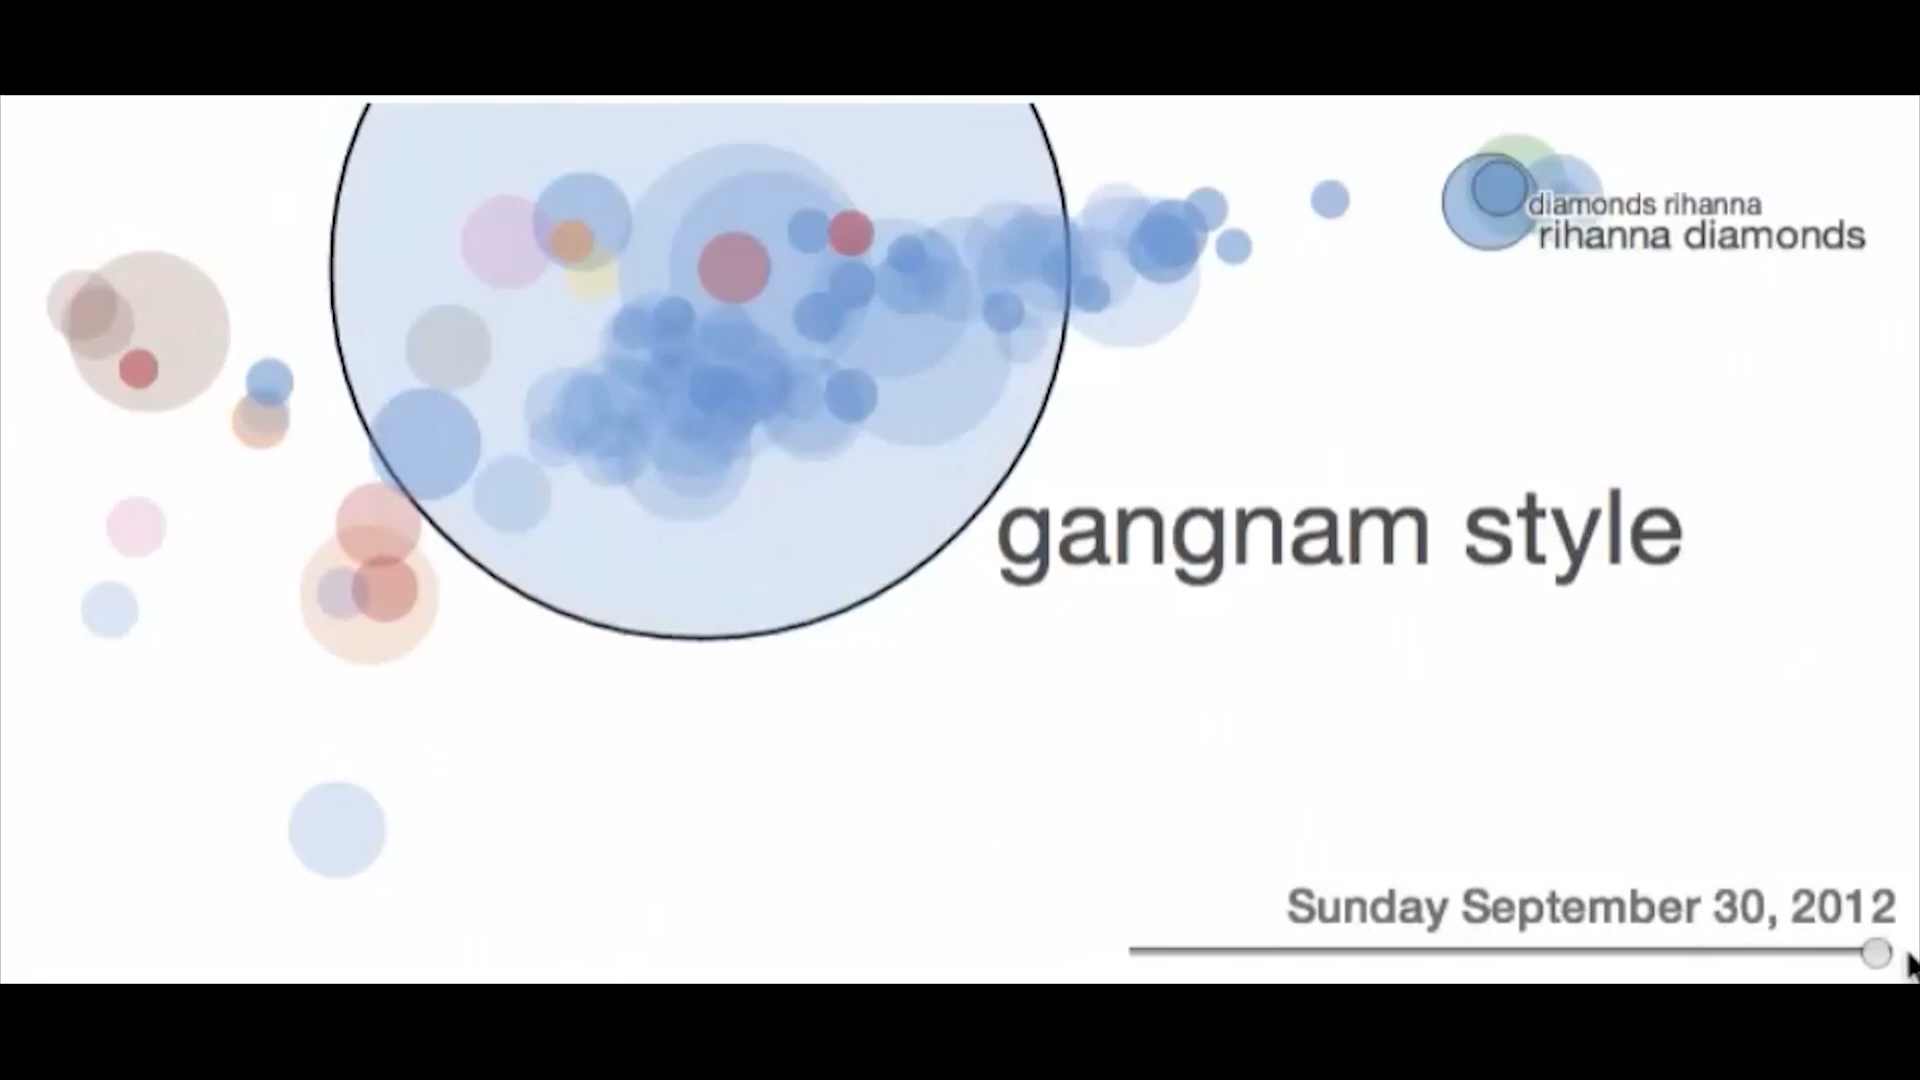 diamonds rihanna
rihanna diamonds
gangnam style
Sunday September 30, 2012